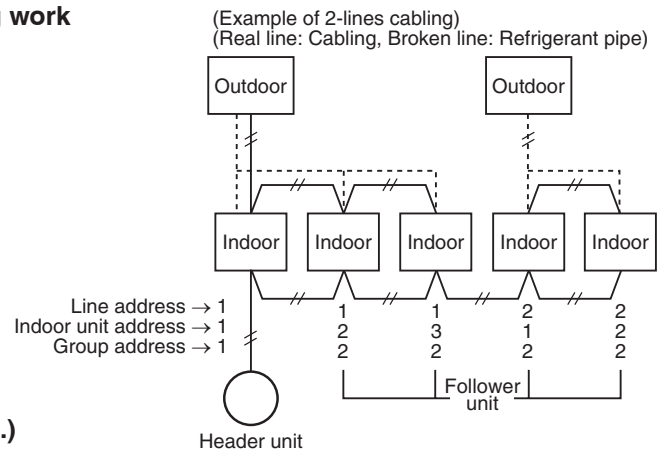 g work
(Example of 2-lines cabling)
(Real line: Cabling, Broken line: Refrigerant pipe)
Outdoor Outdoor
Indoor Indoor Indoor Indoor Indoor
Line address → 1 1 1 2 2
Indoor unit address → 1 2 3 1 2
Group address → 1 2 2 2 2
Follower
unit
.)
Header unit